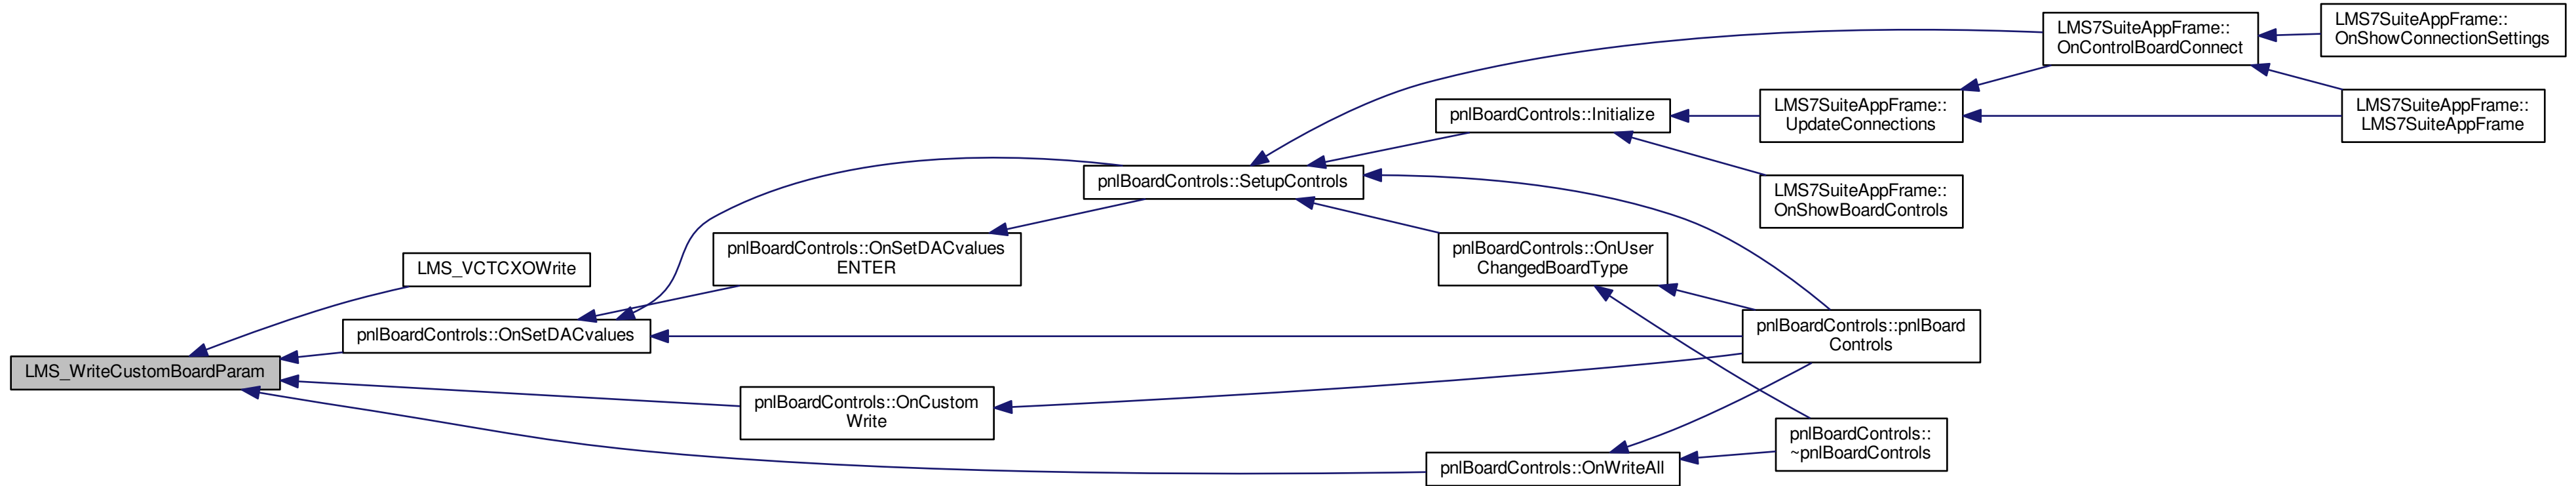 LMS_WriteCustomBoardParam
LMS_VCTCXOWrite
pnlBoardControls::OnSetDACvalues
pnlBoardControls::OnSetDACvalues
ENTER
pnlBoardControls::SetupControls
LMS7SuiteAppFrame::
OnControlBoardConnect
LMS7SuiteAppFrame::
OnShowConnectionSettings
LMS7SuiteAppFrame::
LMS7SuiteAppFrame
pnlBoardControls::Initialize
LMS7SuiteAppFrame::
UpdateConnections
LMS7SuiteAppFrame::
OnShowBoardControls
pnlBoardControls::OnUser
ChangedBoardType
pnlBoardControls::pnlBoard
Controls
pnlBoardControls::
~pnlBoardControls
pnlBoardControls::OnCustom
Write
pnlBoardControls::OnWriteAll